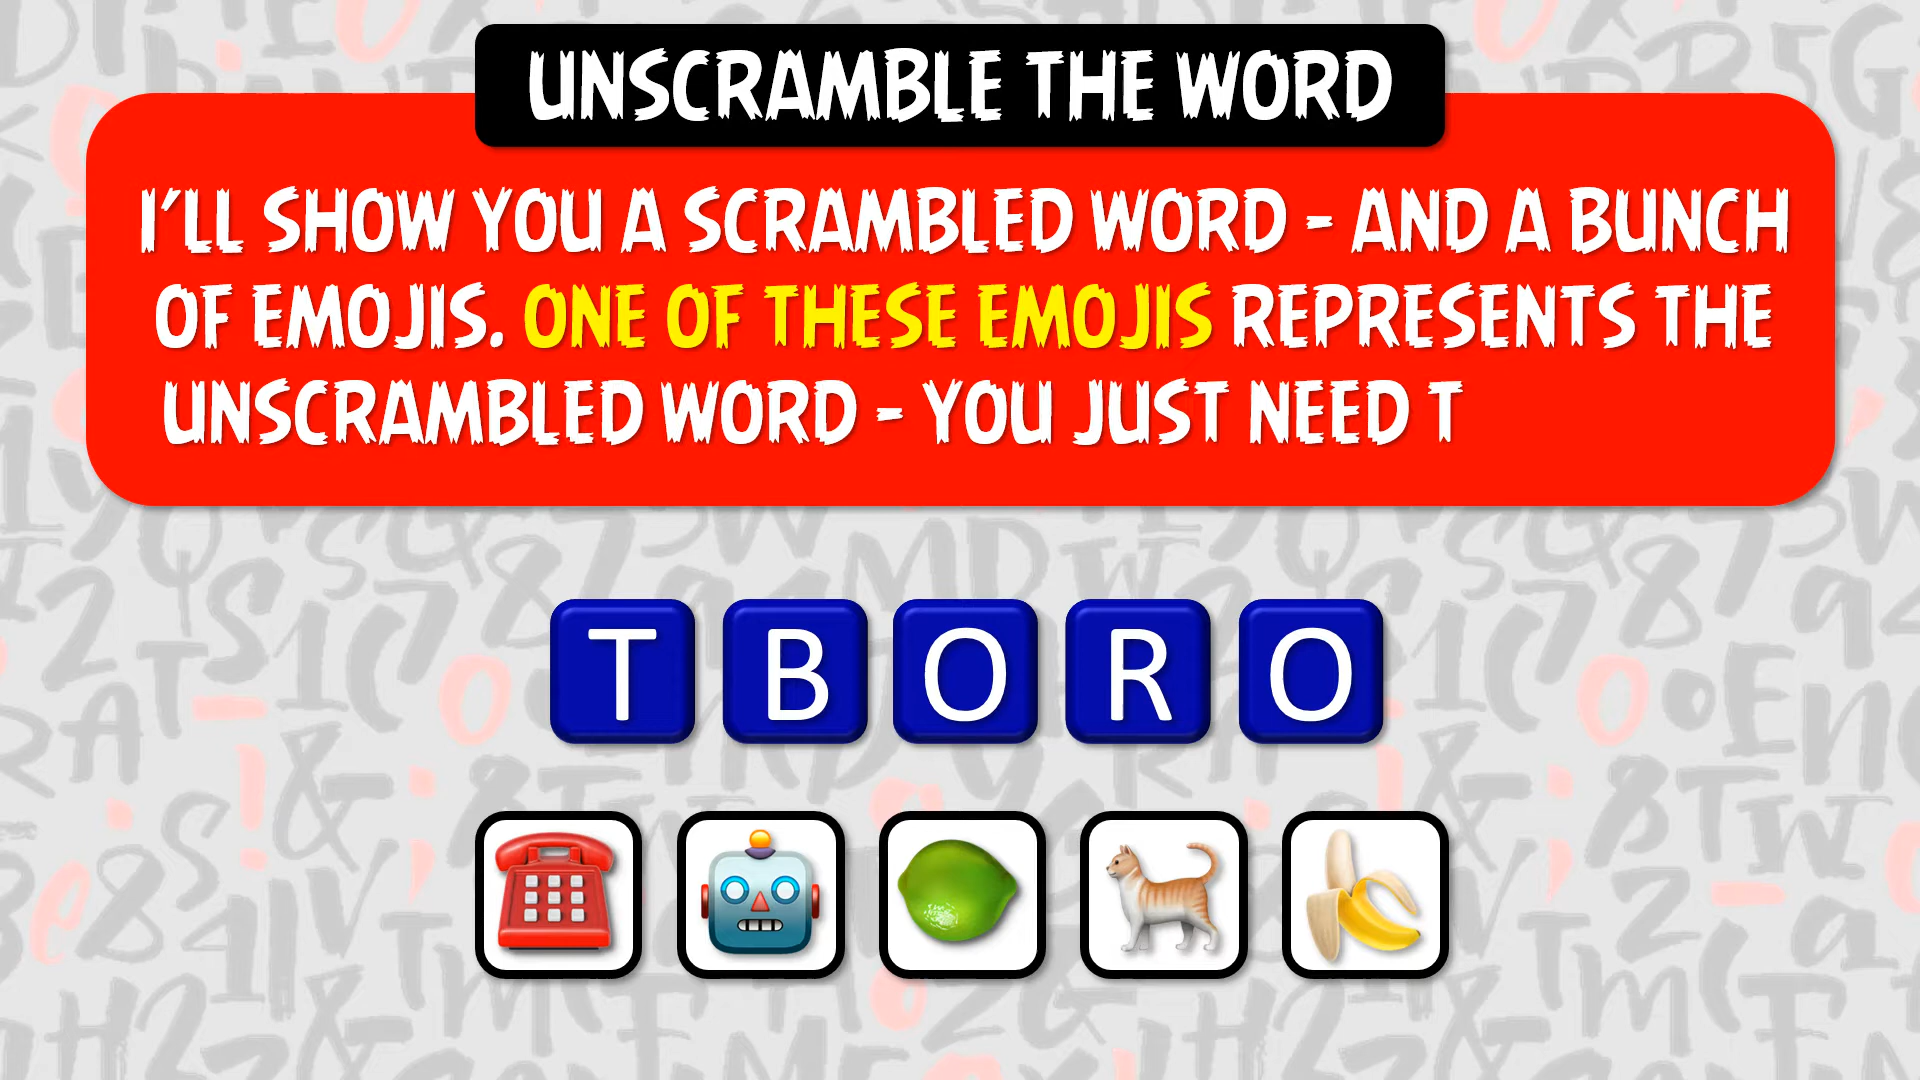 UNSCRAMBLE THE WORD
I'LL SHOW YOU A SCRAMBLED WORD - AND A BUNCH
OF EMOJIS. ONE OF THESE EMOJIS REPRESENTS THE
UNSCRAMBLED WORD - YOU JUST NEED T
T B O R O